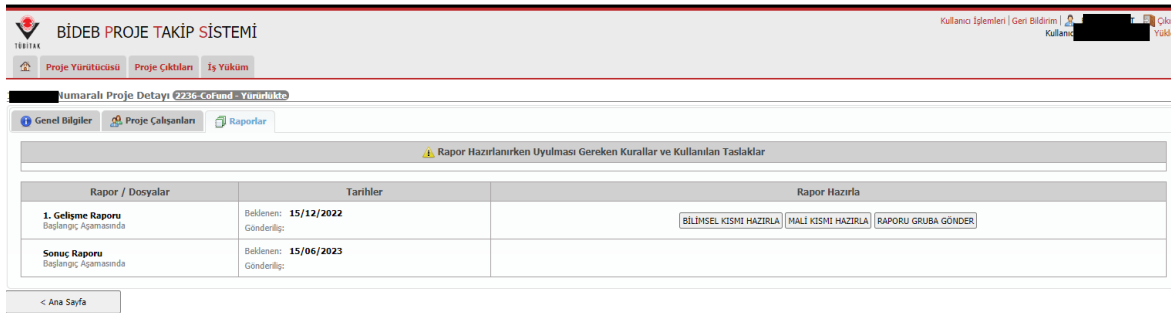 Kullanıcı İşlemleri | Geri Bildirim |
TÜBİTAK
BİDEB PROJE TAKİP SİSTEMİ
Proje Yürütücüsü Proje Çıktıları İş Yüküm
Numaralı Proje Detayı 2236-CoFund - Yürürlükte
Genel Bilgiler Proje Çalışanları Raporlar
Rapor Hazırlanırken Uyulması Gereken Kurallar ve Kullanılan Taslaklar
Rapor / Dosyalar Tarihler Rapor Hazırla
1. Gelişme Raporu Beklenen: 15/12/2022
Başlangıç Aşamasında Gönderiliş:
BİLİMSEL KISMI HAZIRLA MALİ KISMI HAZIRLA RAPORU GRUBA GÖNDER
Sonuç Raporu Beklenen: 15/06/2023
Başlangıç Aşamasında Gönderiliş:
< Ana Sayfa